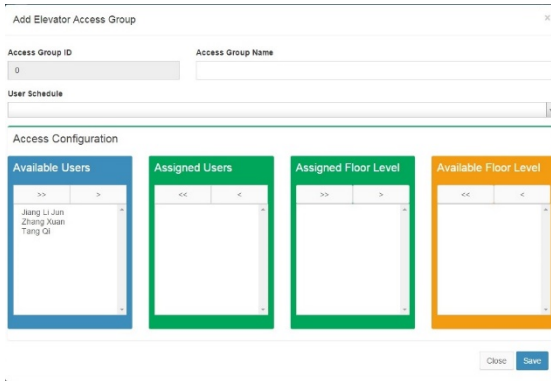 Add Elevator Access Group ×
Access Group ID Access Group Name
0
User Schedule
Access Configuration
Available Users Assigned Users Assigned Floor Level Available Floor Level
>> > << < >> > << <
Jiang Li Jun
Zhang Xuan
Tang Qi
Close Save